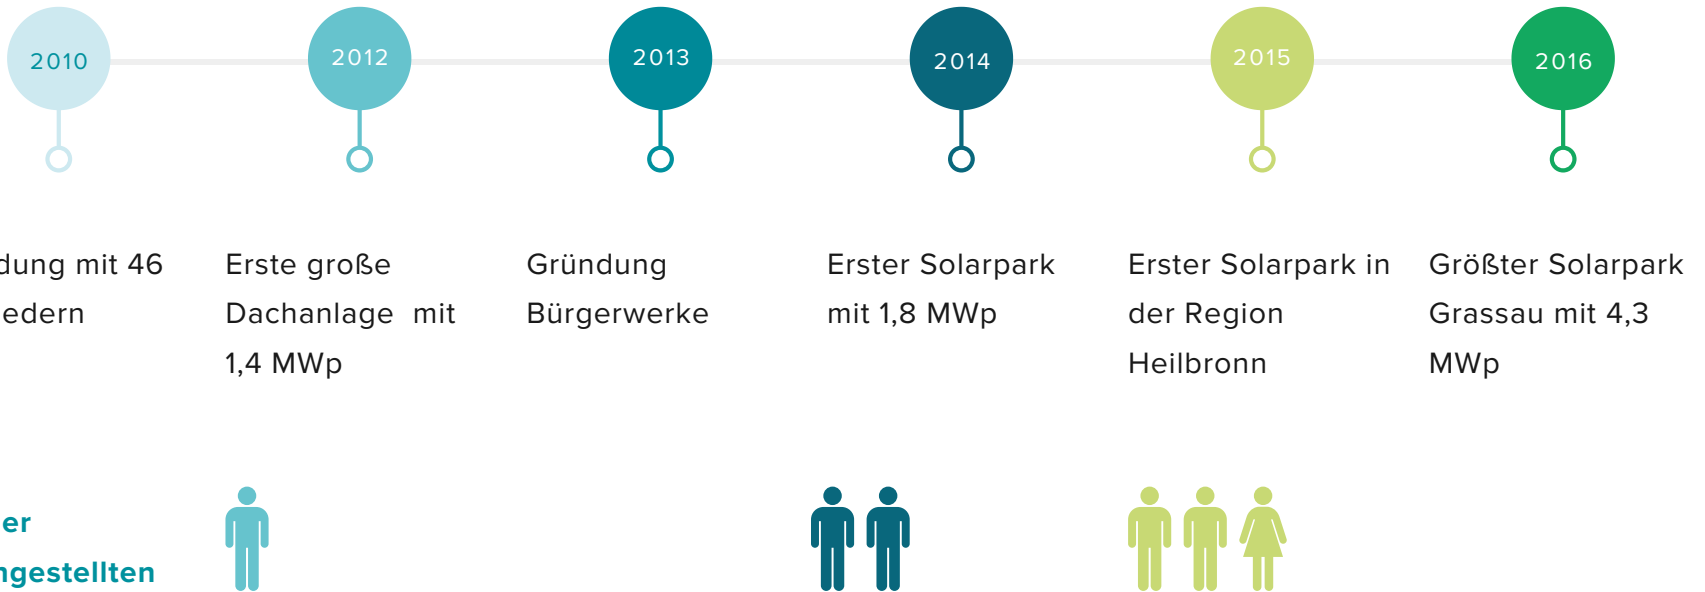 2010
2012
2013
2014
2015
2016
dung mit 46
edern
Erste große
Dachanlage mit
1,4 MWp
Gründung
Bürgerwerke
Erster Solarpark
mit 1,8 MWp
Erster Solarpark in
der Region
Heilbronn
Größter Solarpark
Grassau mit 4,3
MWp
er
ngestellten